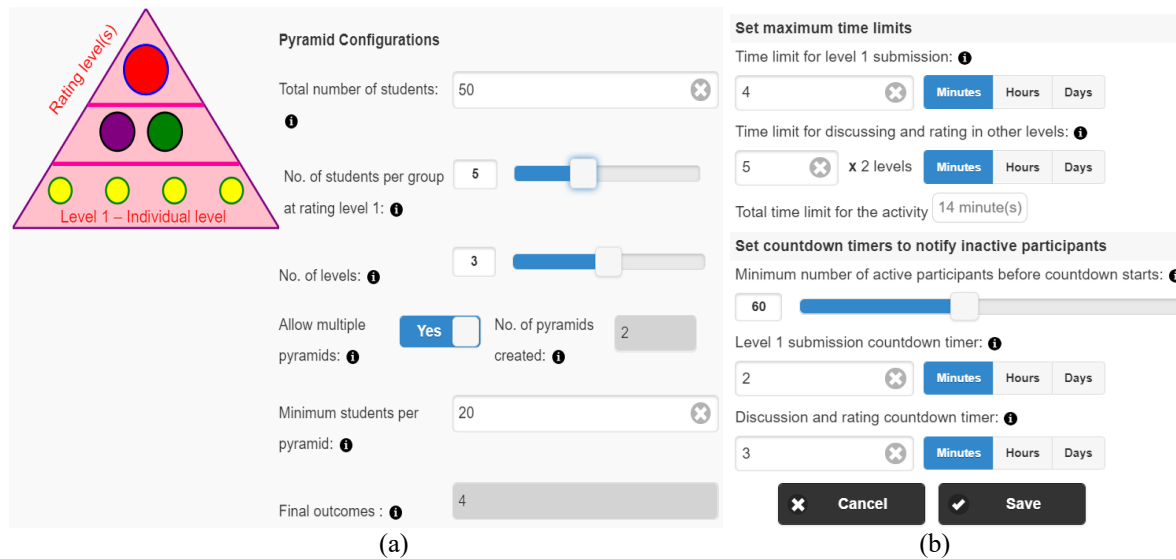 Rating level(s)
Level 1 – Individual level
Pyramid Configurations
Total number of students:
50
No. of students per group
at rating level 1:
5
No. of levels:
3
Allow multiple
pyramids:
Yes
No. of pyramids
created:
2
Minimum students per
pyramid:
20
Final outcomes :
4
(a)
Set maximum time limits
Time limit for level 1 submission:
4 Minutes Hours Days
Time limit for discussing and rating in other levels:
5 x 2 levels Minutes Hours Days
Total time limit for the activity 14 minute(s)
Set countdown timers to notify inactive participants
Minimum number of active participants before countdown starts:
60
Level 1 submission countdown timer:
2 Minutes Hours Days
Discussion and rating countdown timer:
3 Minutes Hours Days
Cancel Save
(b)